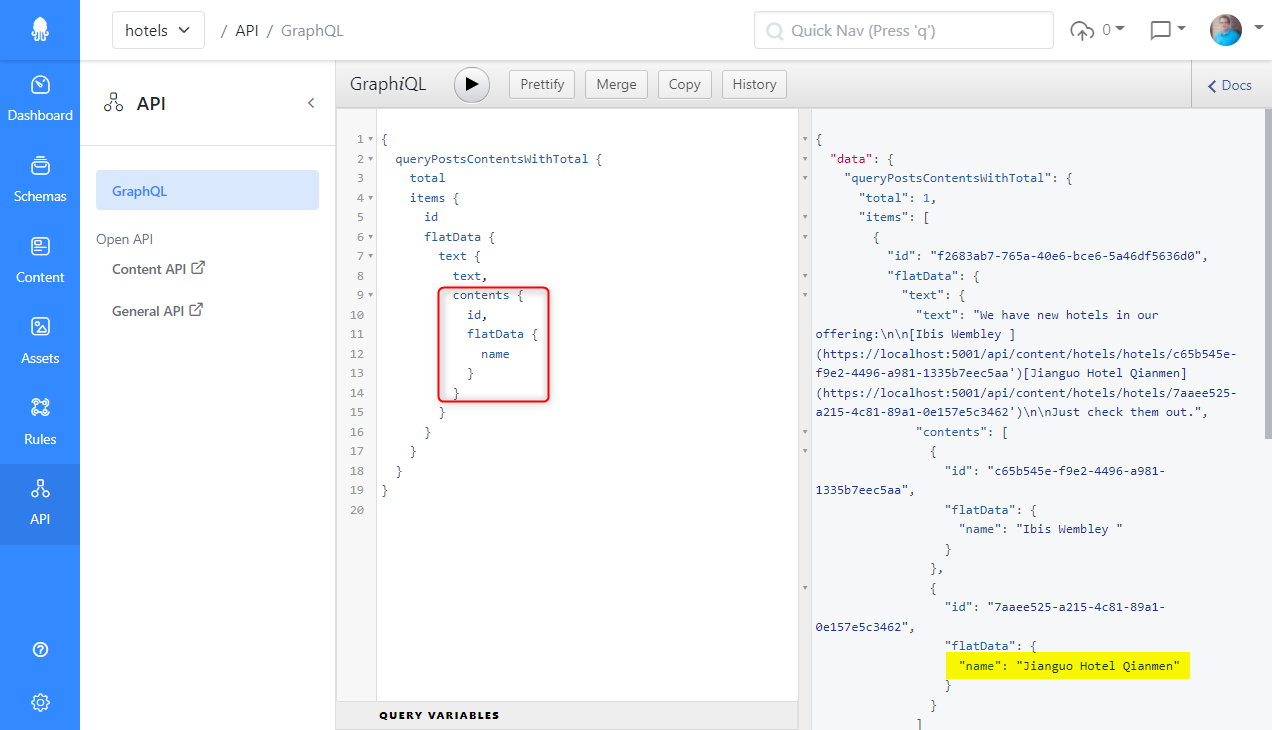 hotels / API / GraphQL
Quick Nav (Press 'q')
0
Dashboard
Schemas
Content
Assets
Rules
API
API
GraphQL
Open API
Content API
General API
GraphiQL
Prettify
Merge
Copy
History
Docs
1 {
2 queryPostsContentsWithTotal {
3 total
4 items {
5 id
6 flatData {
7 text {
8 text,
9 contents {
10 id,
11 flatData {
12 name
13 }
14 }
15 }
16 }
17 }
18 }
19 }
20
QUERY VARIABLES
{
"data": {
"queryPostsContentsWithTotal": {
"total": 1,
"items": [
{
"id": "f2683ab7-765a-40e6-bce6-5a46df5636d0",
"flatData": {
"text": {
"text": "We have new hotels in our
offering:\n\n[Ibis Wembley ]
(https://localhost:5001/api/content/hotels/hotels/c65b545e-
f9e2-4496-a981-1335b7eec5aa')[Jianguo Hotel Qianmen]
(https://localhost:5001/api/content/hotels/hotels/7aaee525-
a215-4c81-89a1-0e157e5c3462')\n\nJust check them out.",
"contents": [
{
"id": "c65b545e-f9e2-4496-a981-
1335b7eec5aa",
"flatData": {
"name": "Ibis Wembley "
}
},
{
"id": "7aaee525-a215-4c81-89a1-
0e157e5c3462",
"flatData": {
"name": "Jianguo Hotel Qianmen"
}
}
]